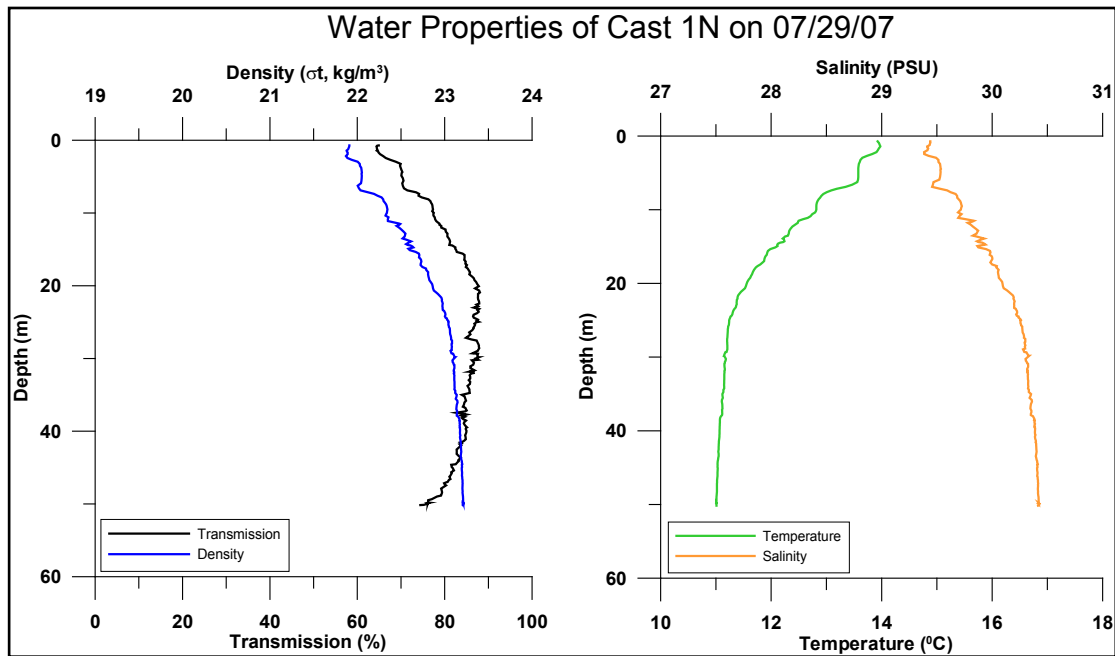 Water Properties of Cast 1N on 07/29/07
Density (σt, kg/m³)
19 20 21 22 23 24
0
20
40
60
Depth (m)
Transmission
Density
0 20 40 60 80 100
Transmission (%)
Salinity (PSU)
27 28 29 30 31
0
20
40
60
Depth (m)
Temperature
Salinity
10 12 14 16 18
Temperature (⁰C)